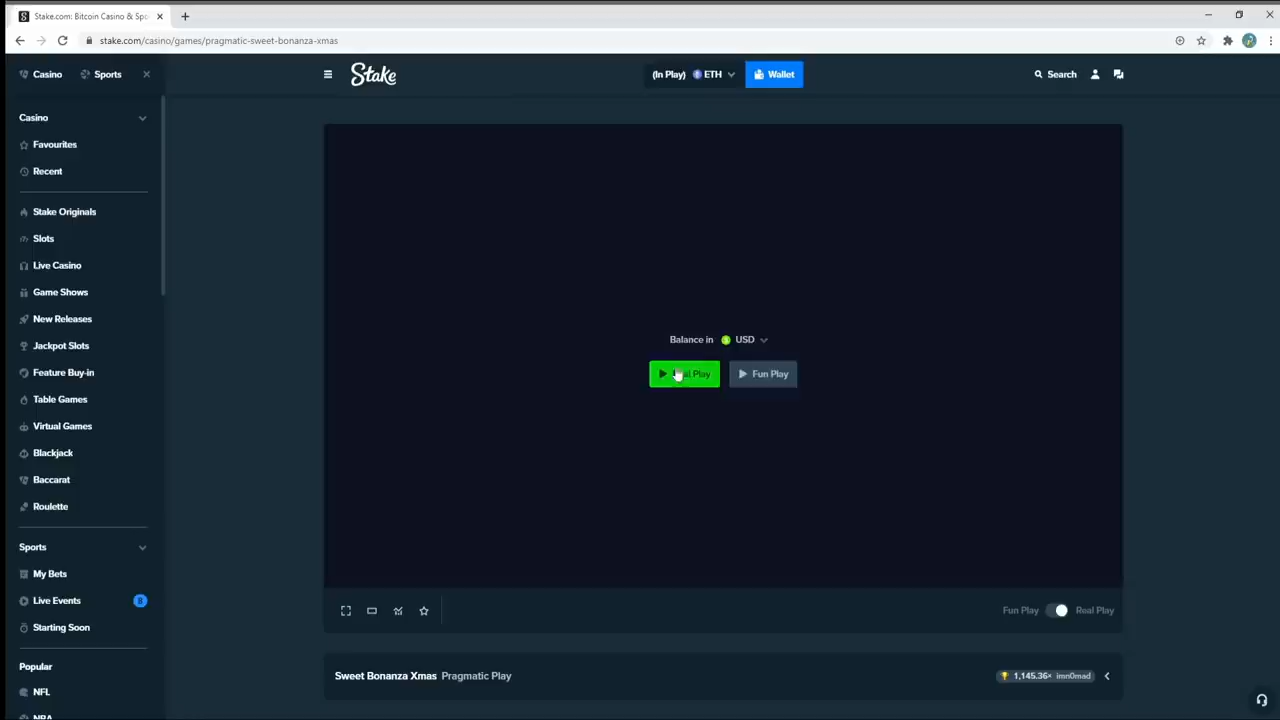 Stake.com: Bitcoin Casino & Spo
stake.com/casino/games/pragmatic-sweet-bonanza-xmas
Casino
Sports
Stake
(In Play) ETH
Wallet
Search
Casino
Favourites
Recent
Stake Originals
Slots
Live Casino
Game Shows
New Releases
Jackpot Slots
Feature Buy-in
Table Games
Virtual Games
Blackjack
Baccarat
Roulette
Sports
My Bets
Live Events 8
Starting Soon
Popular
NFL
NBA
Balance in USD
Play
Fun Play
Fun Play
Real Play
Sweet Bonanza Xmas Pragmatic Play
1,145.36× imn0mad